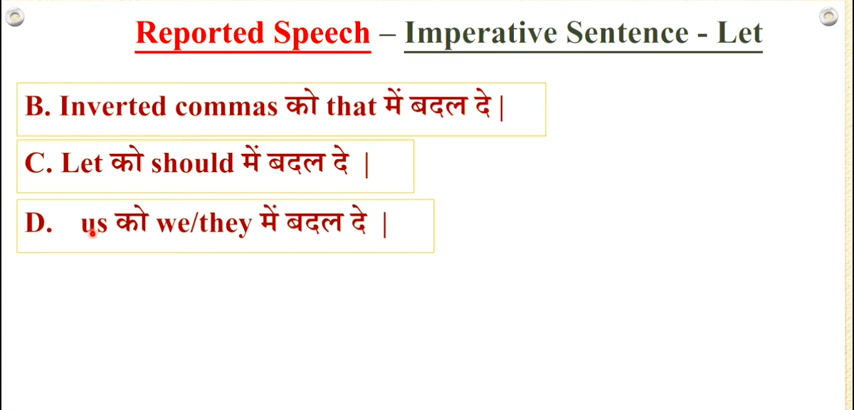 Reported Speech – Imperative Sentence - Let
B. Inverted commas को that में बदल दे |
C. Let को should में बदल दे |
D. us को we/they में बदल दे |